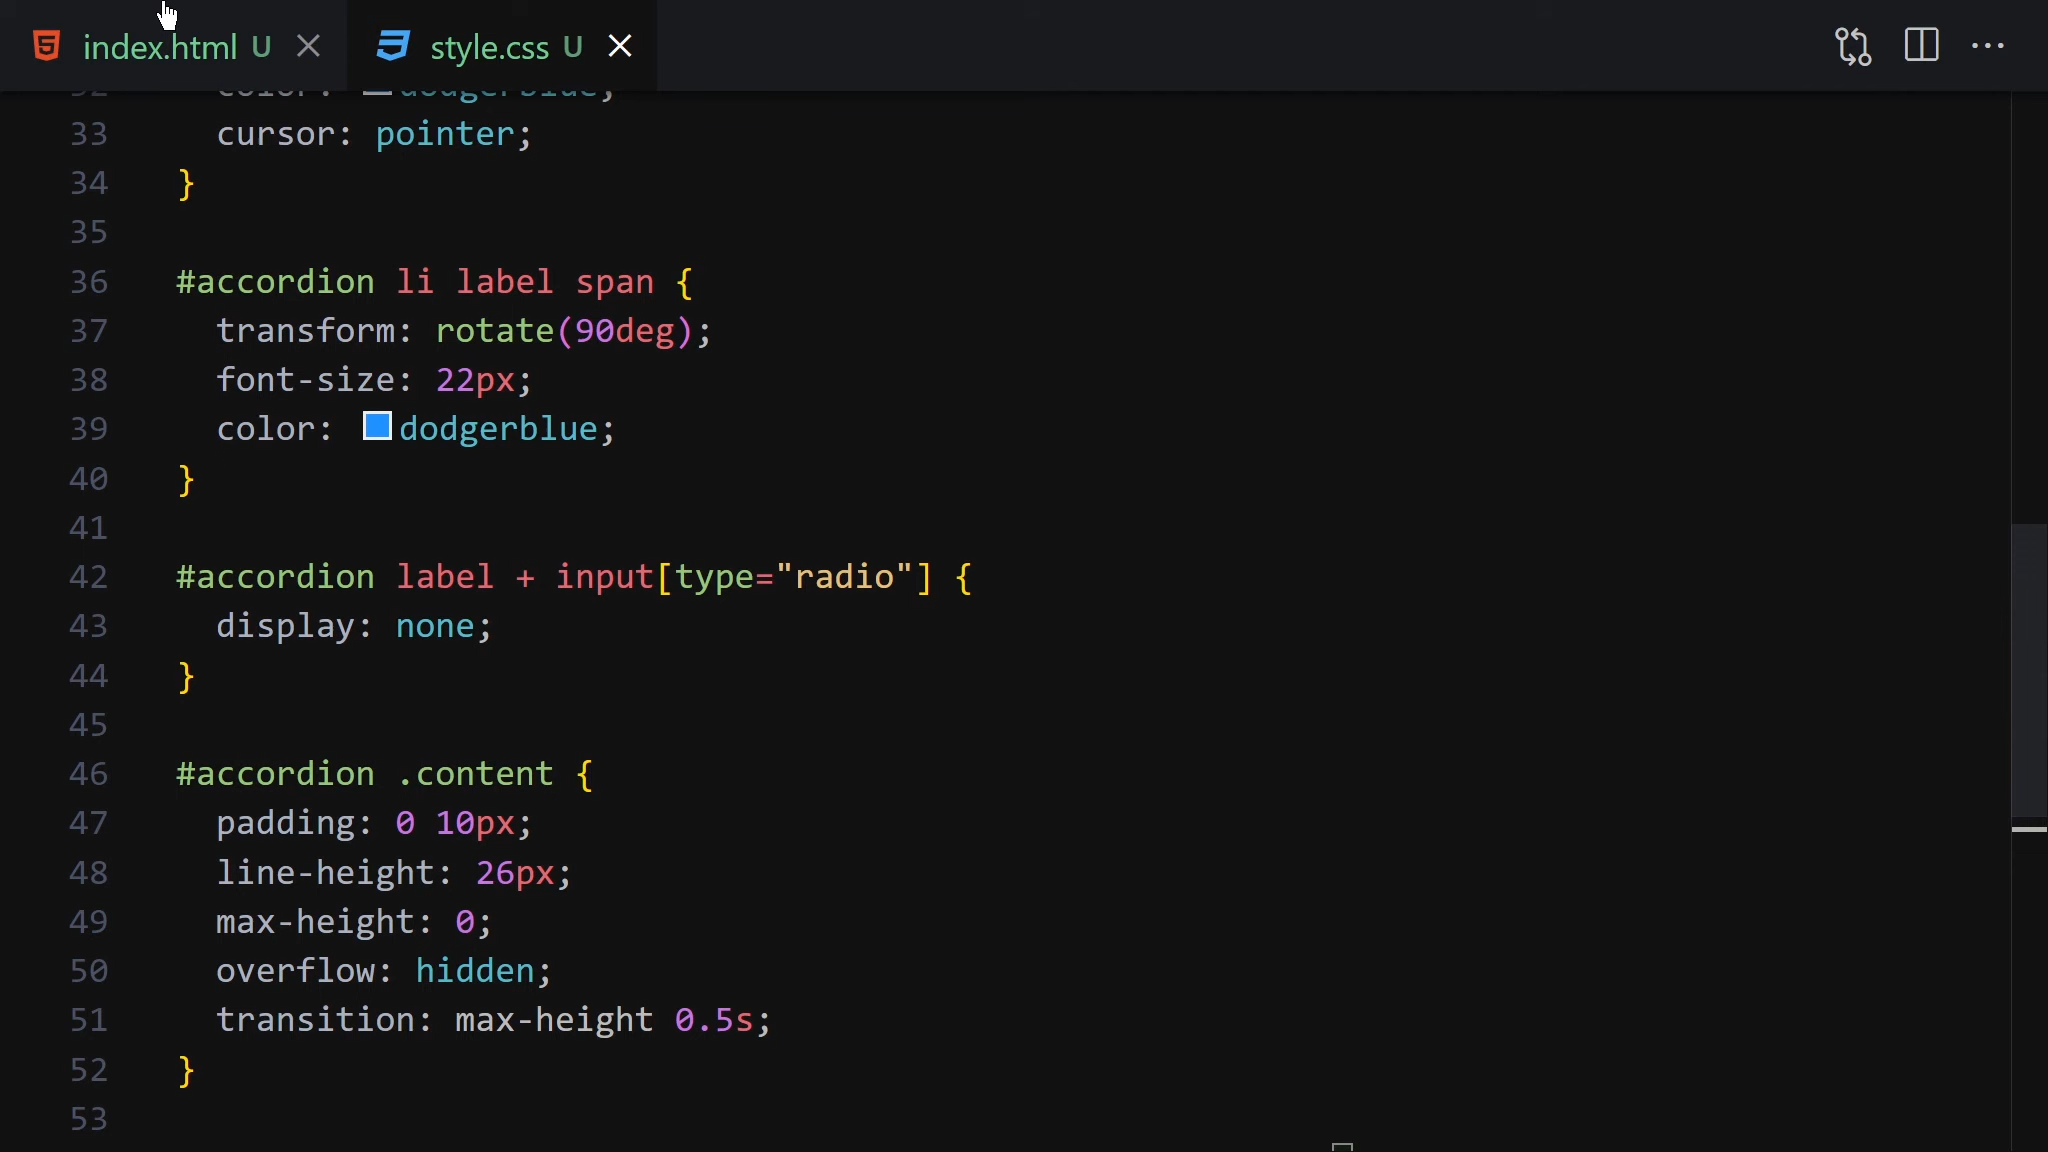 index.html U
style.css U
32 color: dodgerblue;
33 cursor: pointer;
34 }
35
36 #accordion li label span {
37 transform: rotate(90deg);
38 font-size: 22px;
39 color: dodgerblue;
40 }
41
42 #accordion label + input[type="radio"] {
43 display: none;
44 }
45
46 #accordion .content {
47 padding: 0 10px;
48 line-height: 26px;
49 max-height: 0;
50 overflow: hidden;
51 transition: max-height 0.5s;
52 }
53